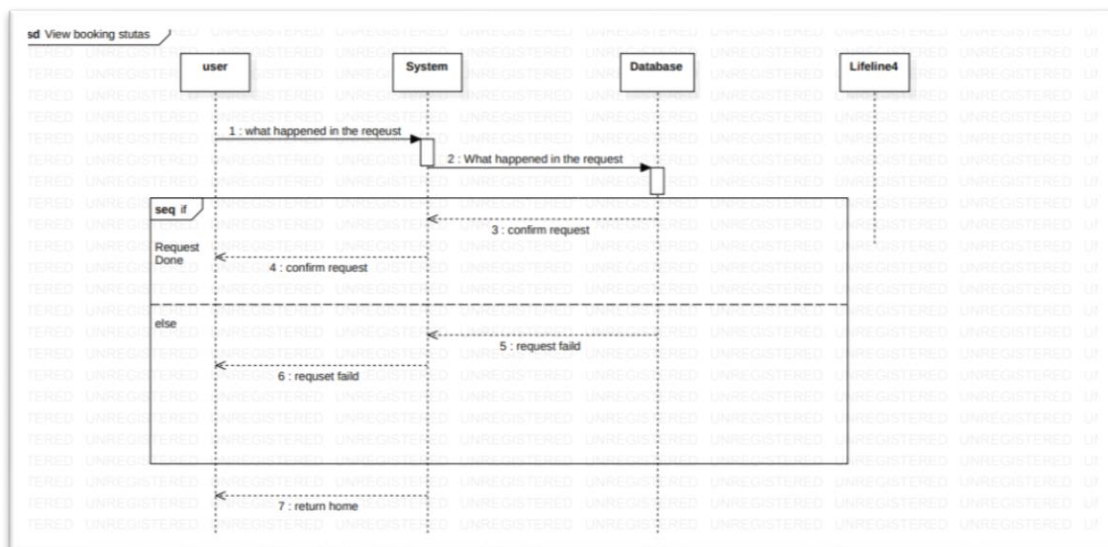 sd View booking stutas
user
System
Database
Lifeline4
1 : what happened in the reqeust
2 : What happened in the request
seq if
3 : confirm request
Request
Done
4 : confirm request
else
5 : request faild
6 : requset faild
7 : return home
UNREGISTERED